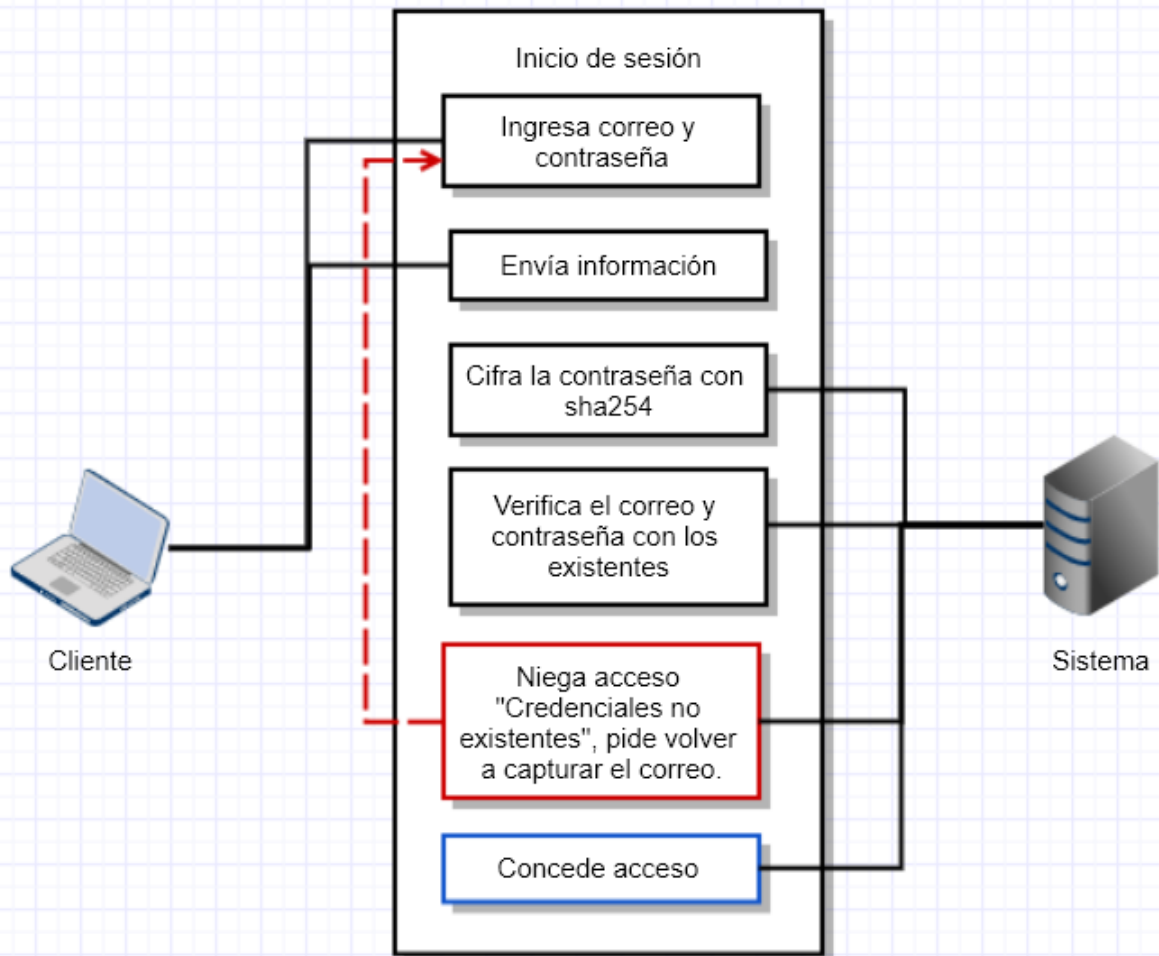 Inicio de sesión
Ingresa correo y
contraseña
Envía información
Cifra la contraseña con
sha254
Verifica el correo y
contraseña con los
existentes
Niega acceso
"Credenciales no
existentes", pide volver
a capturar el correo.
Concede acceso
Cliente
Sistema